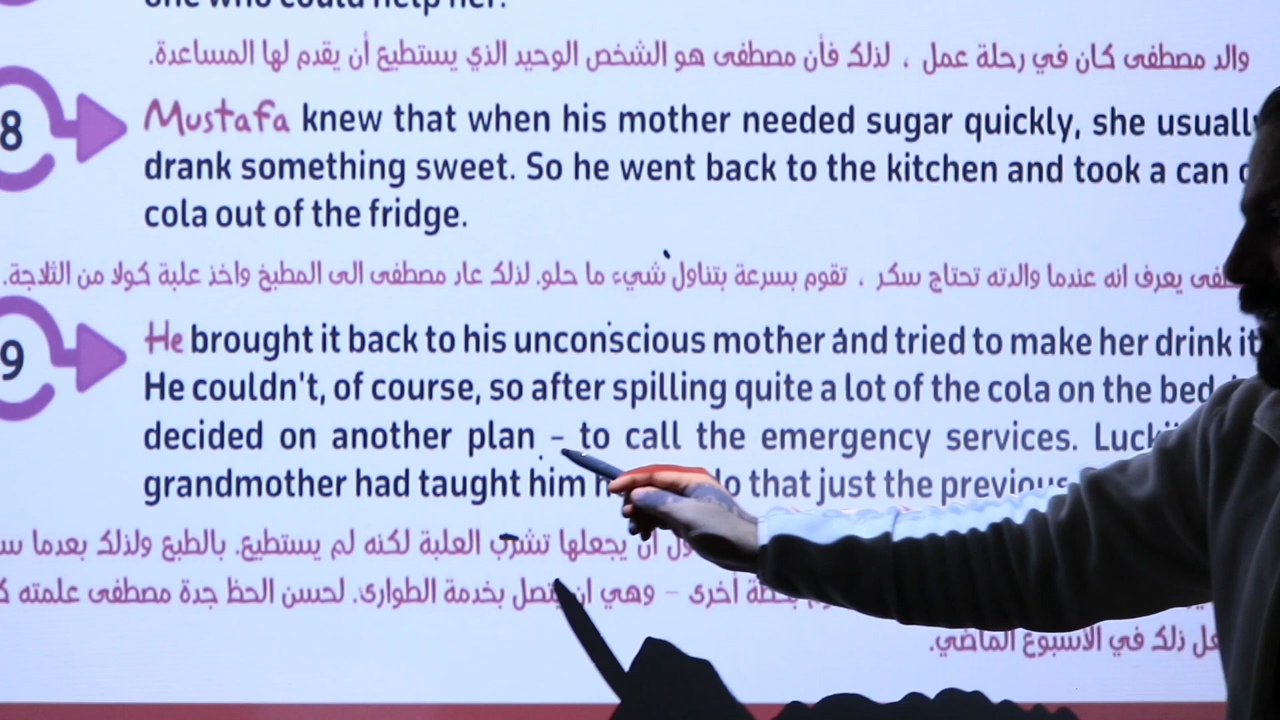 one who could help her.
والد مصطفى كان في رحلة عمل ، لذلك فأن مصطفى هو الشخص الوحيد الذي يستطيع أن يقدم لها المساعدة.
8
Mustafa knew that when his mother needed sugar quickly, she usually
drank something sweet. So he went back to the kitchen and took a can
cola out of the fridge.
يعرف انه عندما والدته تحتاج سكر ، تقوم بسرعة بتناول شيء ما حلو. لذلك عاد مصطفى الى المطبخ واخذ علبة كولا من الثلاجة.
9
He brought it back to his unconscious mother and tried to make her drink it
He couldn't, of course, so after spilling quite a lot of the cola on the bed
decided on another plan – to call the emergency services.
grandmother had taught him that just the previous
أن يجعلها تشرب العلبة لكنه لم يستطيع. بالطبع ولذلك بعدما
أخرى – وهي ان يتصل بخدمة الطوارئ. لحسن الحظ جدة مصطفى علمته
ذلك في الاسبوع الماضي.